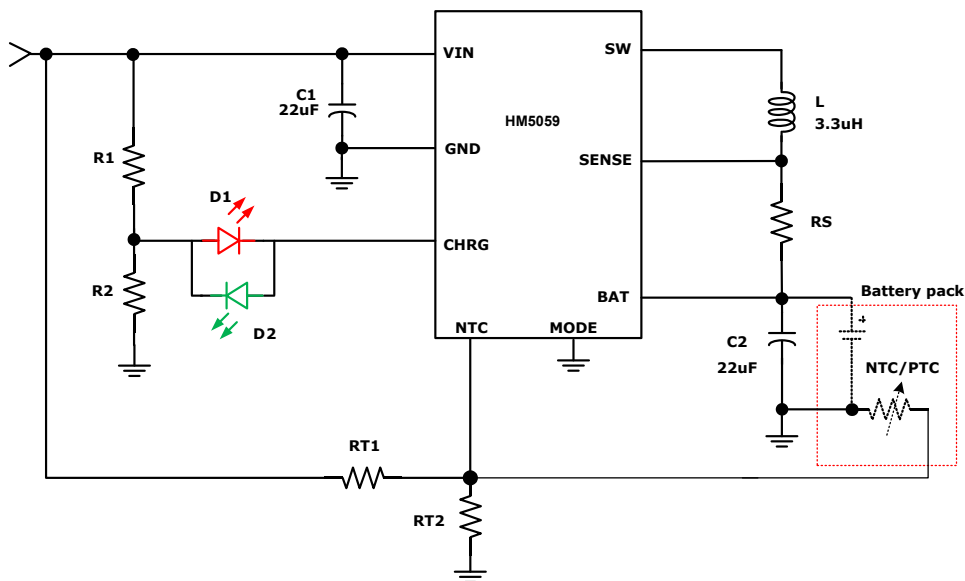 VIN
SW
C1
22uF
HM5059
L
3.3uH
R1
GND
SENSE
D1
RS
CHRG
R2
BAT
Battery pack
+
D2
NTC
MODE
C2
22uF
NTC/PTC
RT1
RT2